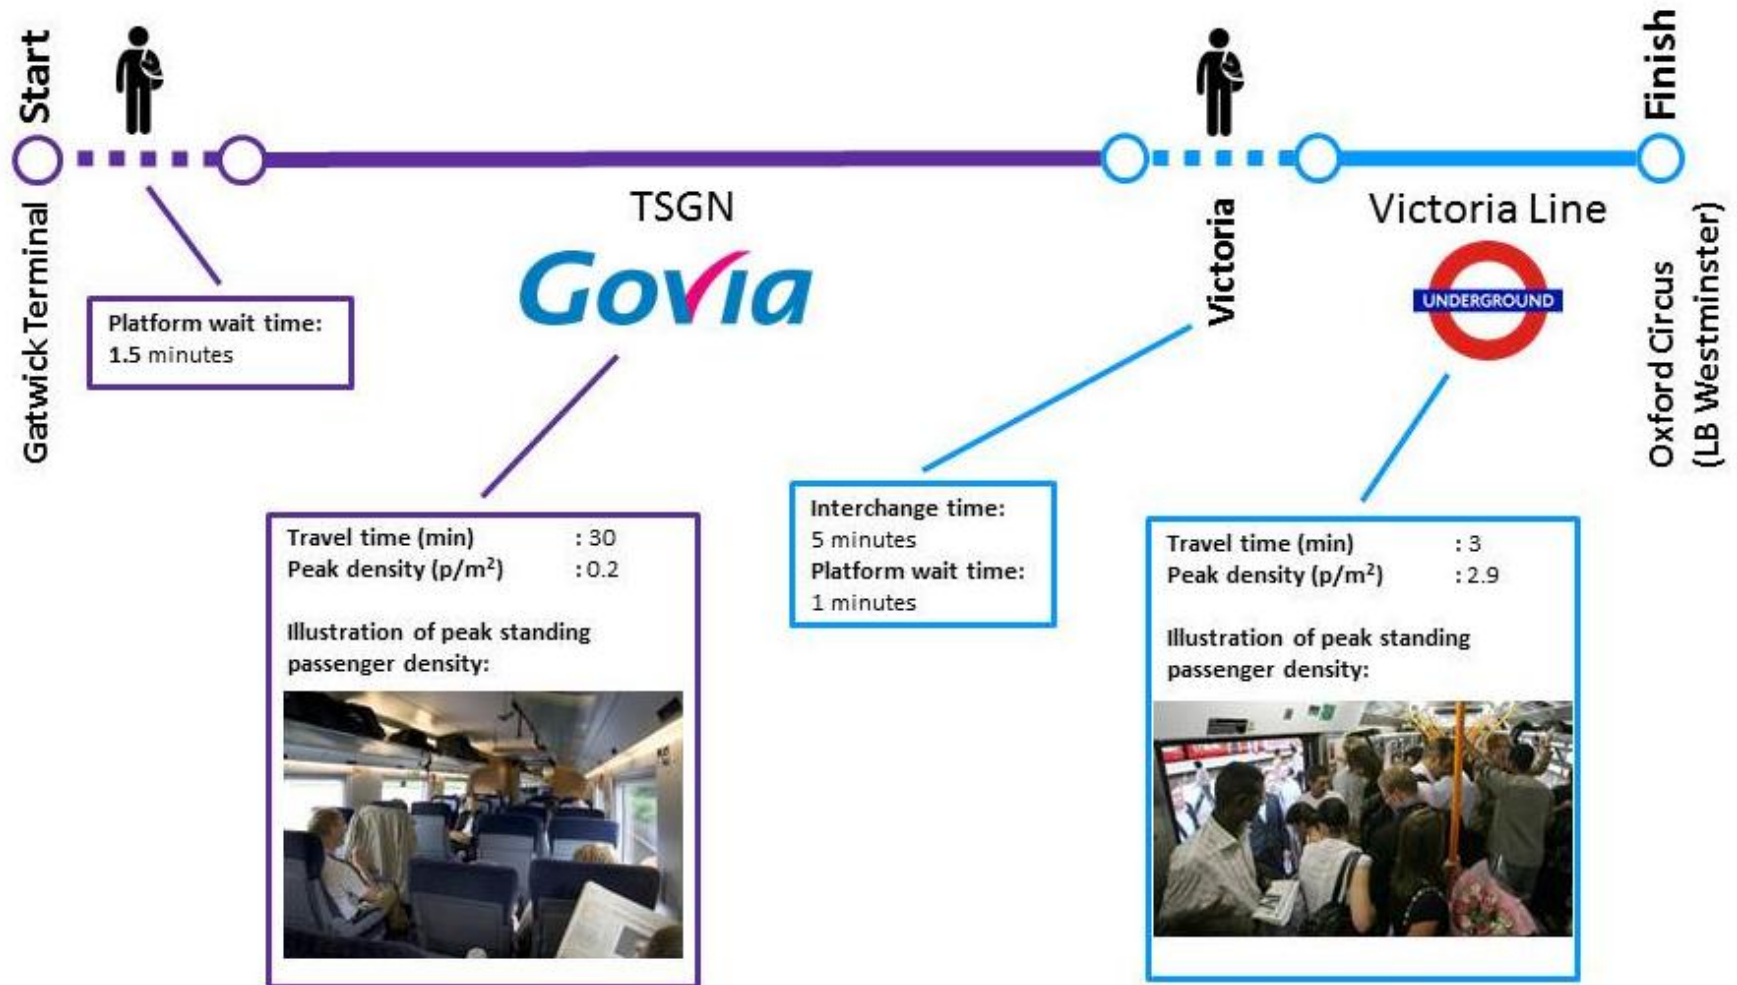 Start
Gatwick Terminal
Platform wait time:
1.5 minutes
TSGN
Govia
Travel time (min) : 30
Peak density (p/m²) : 0.2
Illustration of peak standing
passenger density:
Victoria
Interchange time:
5 minutes
Platform wait time:
1 minutes
Victoria Line
UNDERGROUND
Travel time (min) : 3
Peak density (p/m²) : 2.9
Illustration of peak standing
passenger density:
Finish
Oxford Circus
(LB Westminster)